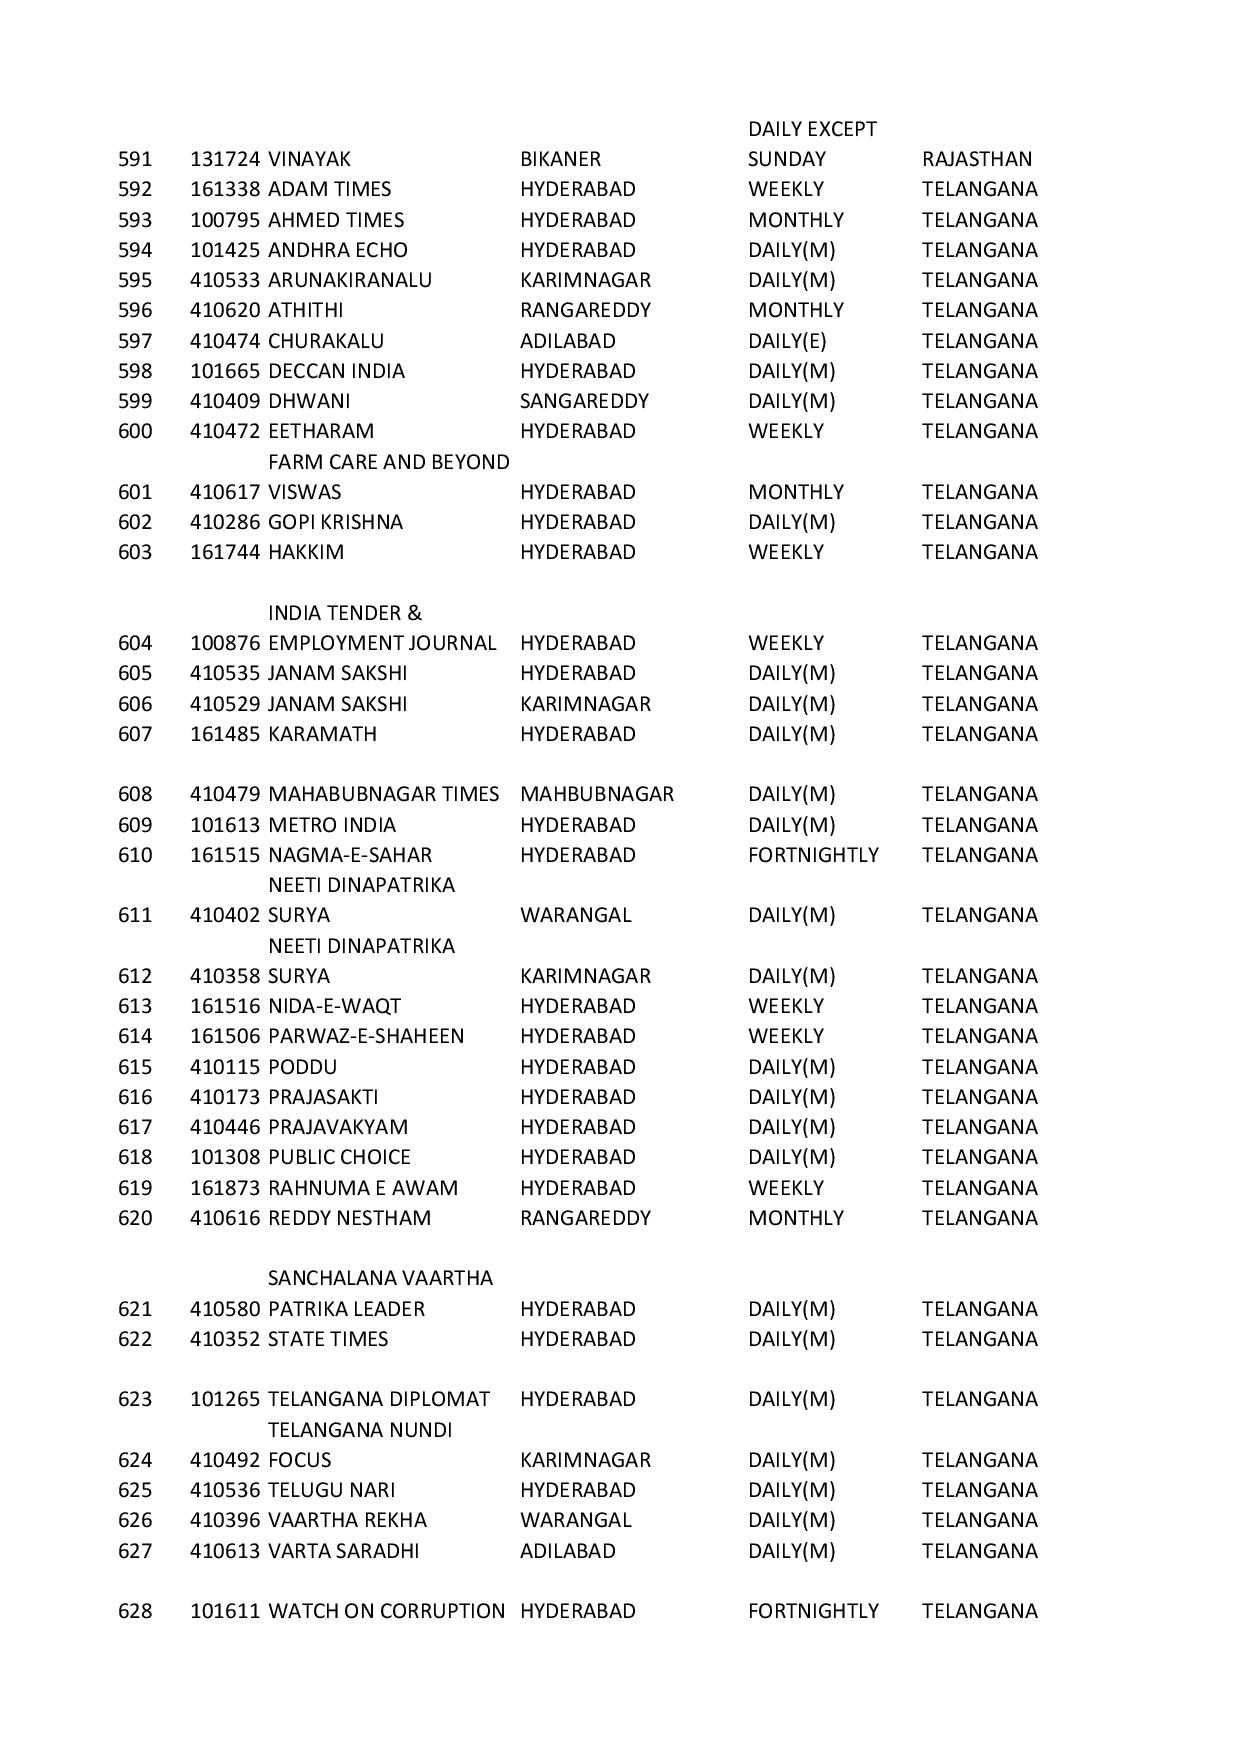 DAILY EXCEPT
591 131724 VINAYAK BIKANER SUNDAY RAJASTHAN
592 161338 ADAM TIMES HYDERABAD WEEKLY TELANGANA
593 100795 AHMED TIMES HYDERABAD MONTHLY TELANGANA
594 101425 ANDHRA ECHO HYDERABAD DAILY(M) TELANGANA
595 410533 ARUNAKIRANALU KARIMNAGAR DAILY(M) TELANGANA
596 410620 ATHITHI RANGAREDDY MONTHLY TELANGANA
597 410474 CHURAKALU ADILABAD DAILY(E) TELANGANA
598 101665 DECCAN INDIA HYDERABAD DAILY(M) TELANGANA
599 410409 DHWANI SANGAREDDY DAILY(M) TELANGANA
600 410472 EETHARAM HYDERABAD WEEKLY TELANGANA
FARM CARE AND BEYOND
601 410617 VISWAS HYDERABAD MONTHLY TELANGANA
602 410286 GOPI KRISHNA HYDERABAD DAILY(M) TELANGANA
603 161744 HAKKIM HYDERABAD WEEKLY TELANGANA
INDIA TENDER &
604 100876 EMPLOYMENT JOURNAL HYDERABAD WEEKLY TELANGANA
605 410535 JANAM SAKSHI HYDERABAD DAILY(M) TELANGANA
606 410529 JANAM SAKSHI KARIMNAGAR DAILY(M) TELANGANA
607 161485 KARAMATH HYDERABAD DAILY(M) TELANGANA
608 410479 MAHABUBNAGAR TIMES MAHBUBNAGAR DAILY(M) TELANGANA
609 101613 METRO INDIA HYDERABAD DAILY(M) TELANGANA
610 161515 NAGMA-E-SAHAR HYDERABAD FORTNIGHTLY TELANGANA
NEETI DINAPATRIKA
611 410402 SURYA WARANGAL DAILY(M) TELANGANA
NEETI DINAPATRIKA
612 410358 SURYA KARIMNAGAR DAILY(M) TELANGANA
613 161516 NIDA-E-WAQT HYDERABAD WEEKLY TELANGANA
614 161506 PARWAZ-E-SHAHEEN HYDERABAD WEEKLY TELANGANA
615 410115 PODDU HYDERABAD DAILY(M) TELANGANA
616 410173 PRAJASAKTI HYDERABAD DAILY(M) TELANGANA
617 410446 PRAJAVAKYAM HYDERABAD DAILY(M) TELANGANA
618 101308 PUBLIC CHOICE HYDERABAD DAILY(M) TELANGANA
619 161873 RAHNUMA E AWAM HYDERABAD WEEKLY TELANGANA
620 410616 REDDY NESTHAM RANGAREDDY MONTHLY TELANGANA
SANCHALANA VAARTHA
621 410580 PATRIKA LEADER HYDERABAD DAILY(M) TELANGANA
622 410352 STATE TIMES HYDERABAD DAILY(M) TELANGANA
623 101265 TELANGANA DIPLOMAT HYDERABAD DAILY(M) TELANGANA
TELANGANA NUNDI
624 410492 FOCUS KARIMNAGAR DAILY(M) TELANGANA
625 410536 TELUGU NARI HYDERABAD DAILY(M) TELANGANA
626 410396 VAARTHA REKHA WARANGAL DAILY(M) TELANGANA
627 410613 VARTA SARADHI ADILABAD DAILY(M) TELANGANA
628 101611 WATCH ON CORRUPTION HYDERABAD FORTNIGHTLY TELANGANA